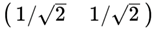 ( 1/√2 1/√2 )